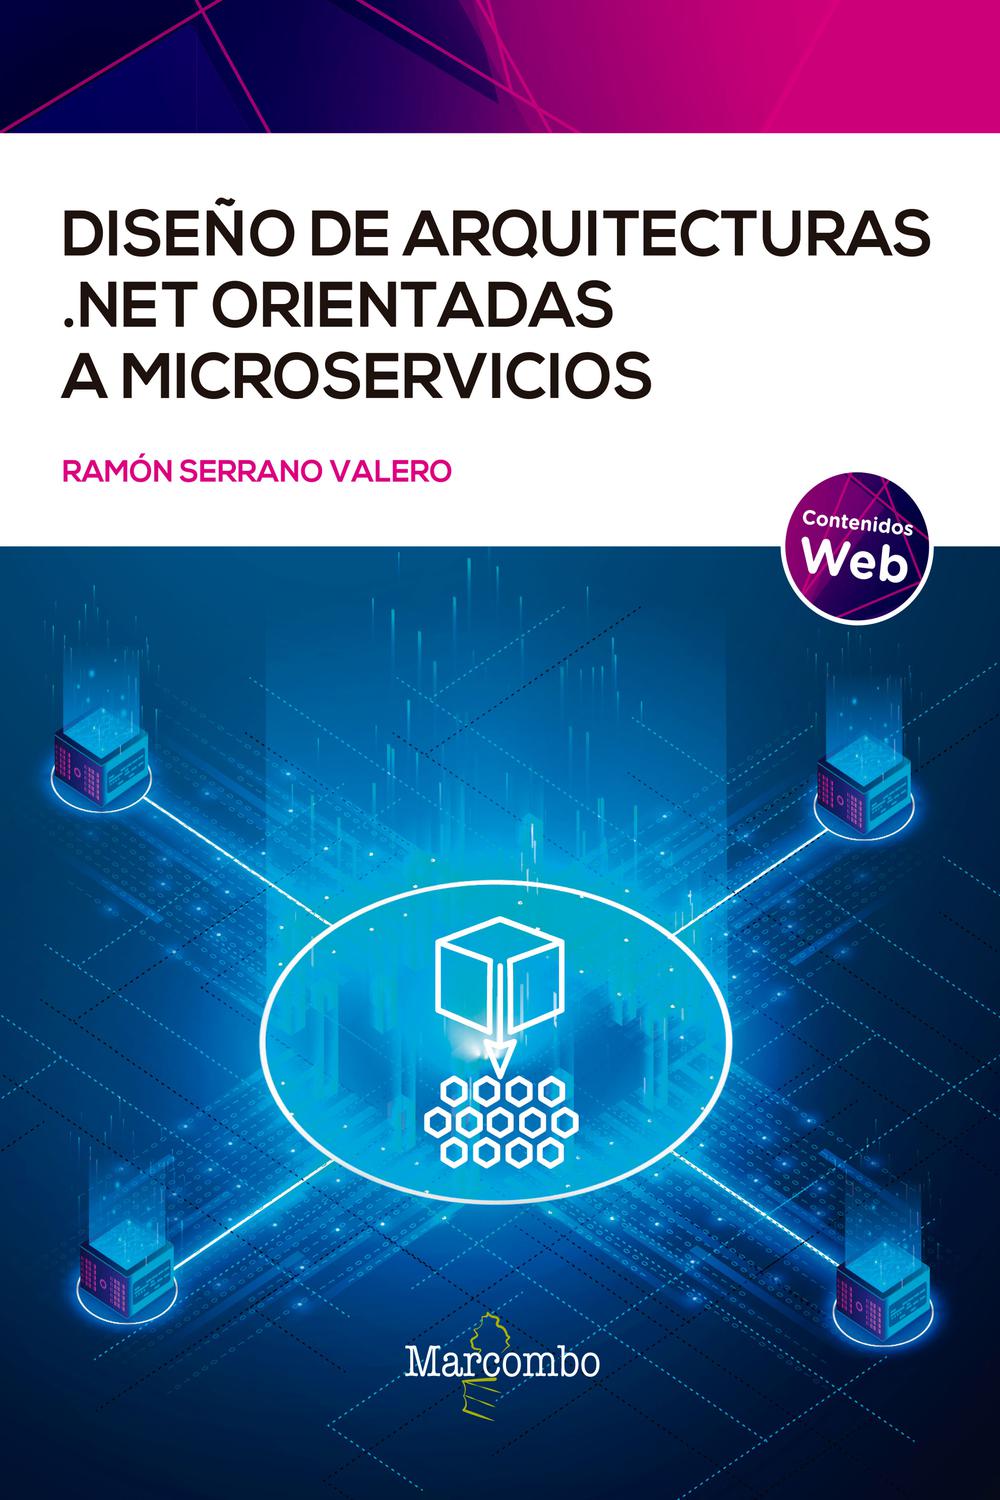 DISEÑO DE ARQUITECTURAS
.NET ORIENTADAS
A MICROSERVICIOS
RAMÓN SERRANO VALERO
Contenidos
Web
Marcombo